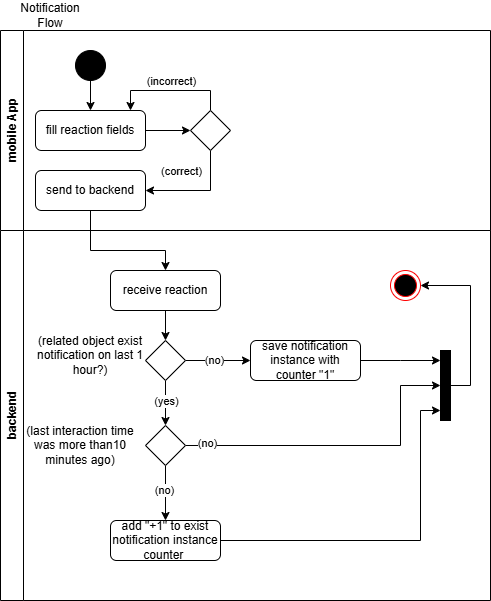 Notification
Flow
mobile App
(incorrect)
fill reaction fields
(correct)
send to backend
backend
receive reaction
(related object exist
notification on last 1
hour?)
(no)
save notification
instance with
counter "1"
(yes)
(last interaction time
was more than10
minutes ago)
(no)
(no)
add "+1" to exist
notification instance
counter